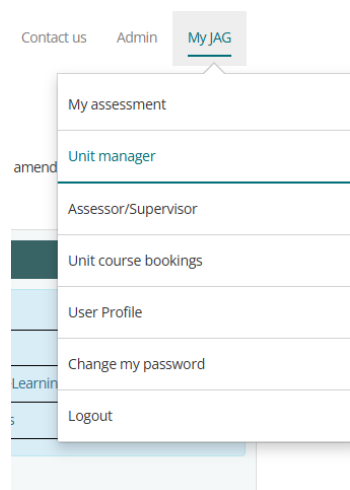 Contact us Admin My JAG
My assessment
amend
Unit manager
Assessor/Supervisor
Unit course bookings
User Profile
Change my password
Learnin
s
Logout